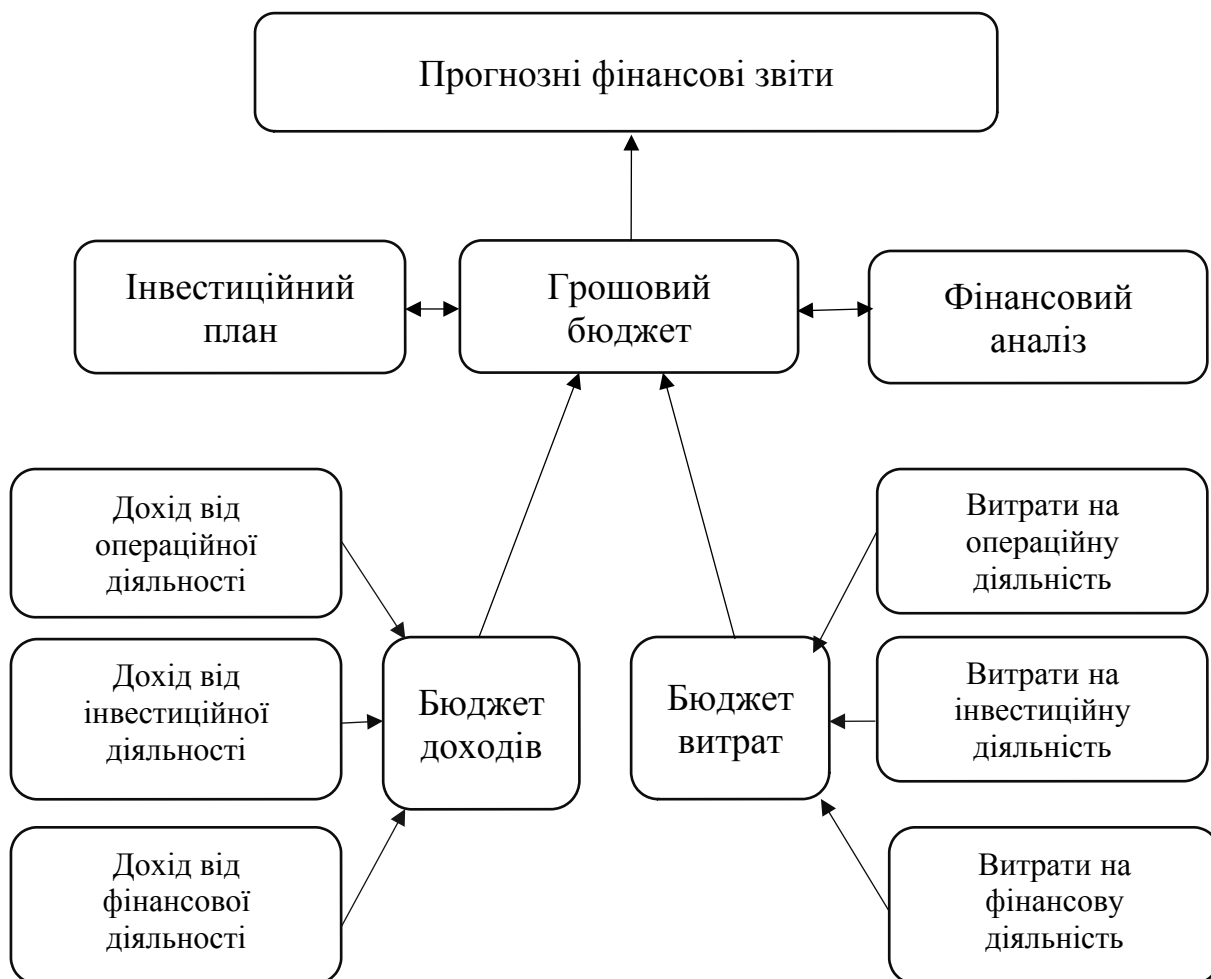 Прогнозні фінансові звіти
Інвестиційний
план
Грошовий
бюджет
Фінансовий
аналіз
Дохід від
операційної
діяльності
Витрати на
операційну
діяльність
Дохід від
інвестиційної
діяльності
Бюджет
доходів
Бюджет
витрат
Витрати на
інвестиційну
діяльність
Дохід від
фінансової
діяльності
Витрати на
фінансову
діяльність